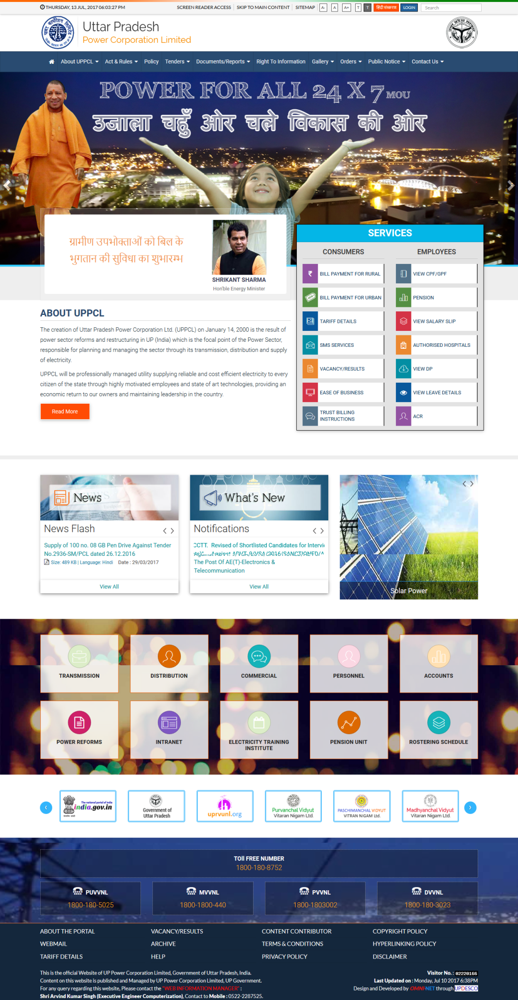 THURSDAY, 13 JUL, 2017 06:03:27 PM
SCREEN READER ACCESS SKIP TO MAIN CONTENT SITEMAP A- A A+ T T हिंदी संस्करण LOGIN Search
Uttar Pradesh
Power Corporation Limited
About UPPCL Act & Rules Policy Tenders Documents/Reports Right To Information Gallery Orders Public Notice Contact Us
POWER FOR ALL 24 X 7 MOU
उजाला चहुँ ओर चले विकास की ओर
ग्रामीण उपभोक्ताओं को बिल के
भुगतान की सुविधा का शुभारम्भ
SHRIKANT SHARMA
Hon'ble Energy Minister
SERVICES
CONSUMERS
BILL PAYMENT FOR RURAL
BILL PAYMENT FOR URBAN
TARIFF DETAILS
SMS SERVICES
VACANCY/RESULTS
EASE OF BUSINESS
TRUST BILLING
INSTRUCTIONS
EMPLOYEES
VIEW CPF/GPF
PENSION
VIEW SALARY SLIP
AUTHORISED HOSPITALS
VIEW DP
VIEW LEAVE DETAILS
ACR
ABOUT UPPCL
The creation of Uttar Pradesh Power Corporation Ltd. (UPPCL) on January 14, 2000 is the result of
power sector reforms and restructuring in UP (India) which is the focal point of the Power Sector,
responsible for planning and managing the sector through its transmission, distribution and supply
of electricity.
UPPCL will be professionally managed utility supplying reliable and cost efficient electricity to every
citizen of the state through highly motivated employees and state of art technologies, providing an
economic return to our owners and maintaining leadership in the country.
Read More
News
News Flash
Supply of 100 no. 08 GB Pen Drive Against Tender
No.2936-SM/PCL dated 26.12.2016
Size: 489 KB | Language: Hindi Date : 29/03/2017
View All
What's New
Notifications
Revised of Shortlisted Candidates for
The Post Of AE(T)-Electronics &
Telecommunication
View All
Solar Power
TRANSMISSION
DISTRIBUTION
COMMERCIAL
PERSONNEL
ACCOUNTS
POWER REFORMS
INTRANET
ELECTRICITY TRAINING
INSTITUTE
PENSION UNIT
ROSTERING SCHEDULE
The national portal of india
india.gov.in
Government of
Uttar Pradesh
uprvunl.org
Purvanchal Vidyut
Vitaran Nigam Ltd.
PASCHIMANCHAL VIDYUT
VITRAN NIGAM Ltd.
Madhyanchal Vidyut
Vitaran Nigam Ltd.
TOll FREE NUMBER
1800-180-8752
PUVVNL
1800-180-5025
MVVNL
1800-1800-440
PVVNL
1800-1803002
DVVNL
1800-180-3023
ABOUT THE PORTAL VACANCY/RESULTS CONTENT CONTRIBUTOR COPYRIGHT POLICY
WEBMAIL ARCHIVE TERMS & CONDITIONS HYPERLINKING POLICY
TARIFF DETAILS HELP PRIVACY POLICY DISCLAIMER
This is the official Website of UP Power Corporation Limited, Government of Uttar Pradesh, India.
Content on this website is published and Managed by UP Power Corporation Limited, UP Government.
For any query regarding this website, Please contact the "WEB INFORMATION MANAGER" :
Shri Arvind Kumar Singh (Executive Engineer Computerization), Contact to Mobile : 0522-2287525.
Visitor No. : 02220166
Last Updated on : Monday, Jul 10 2017 6:38PM
Design and Developed by OMNI-NET through UPDESCO